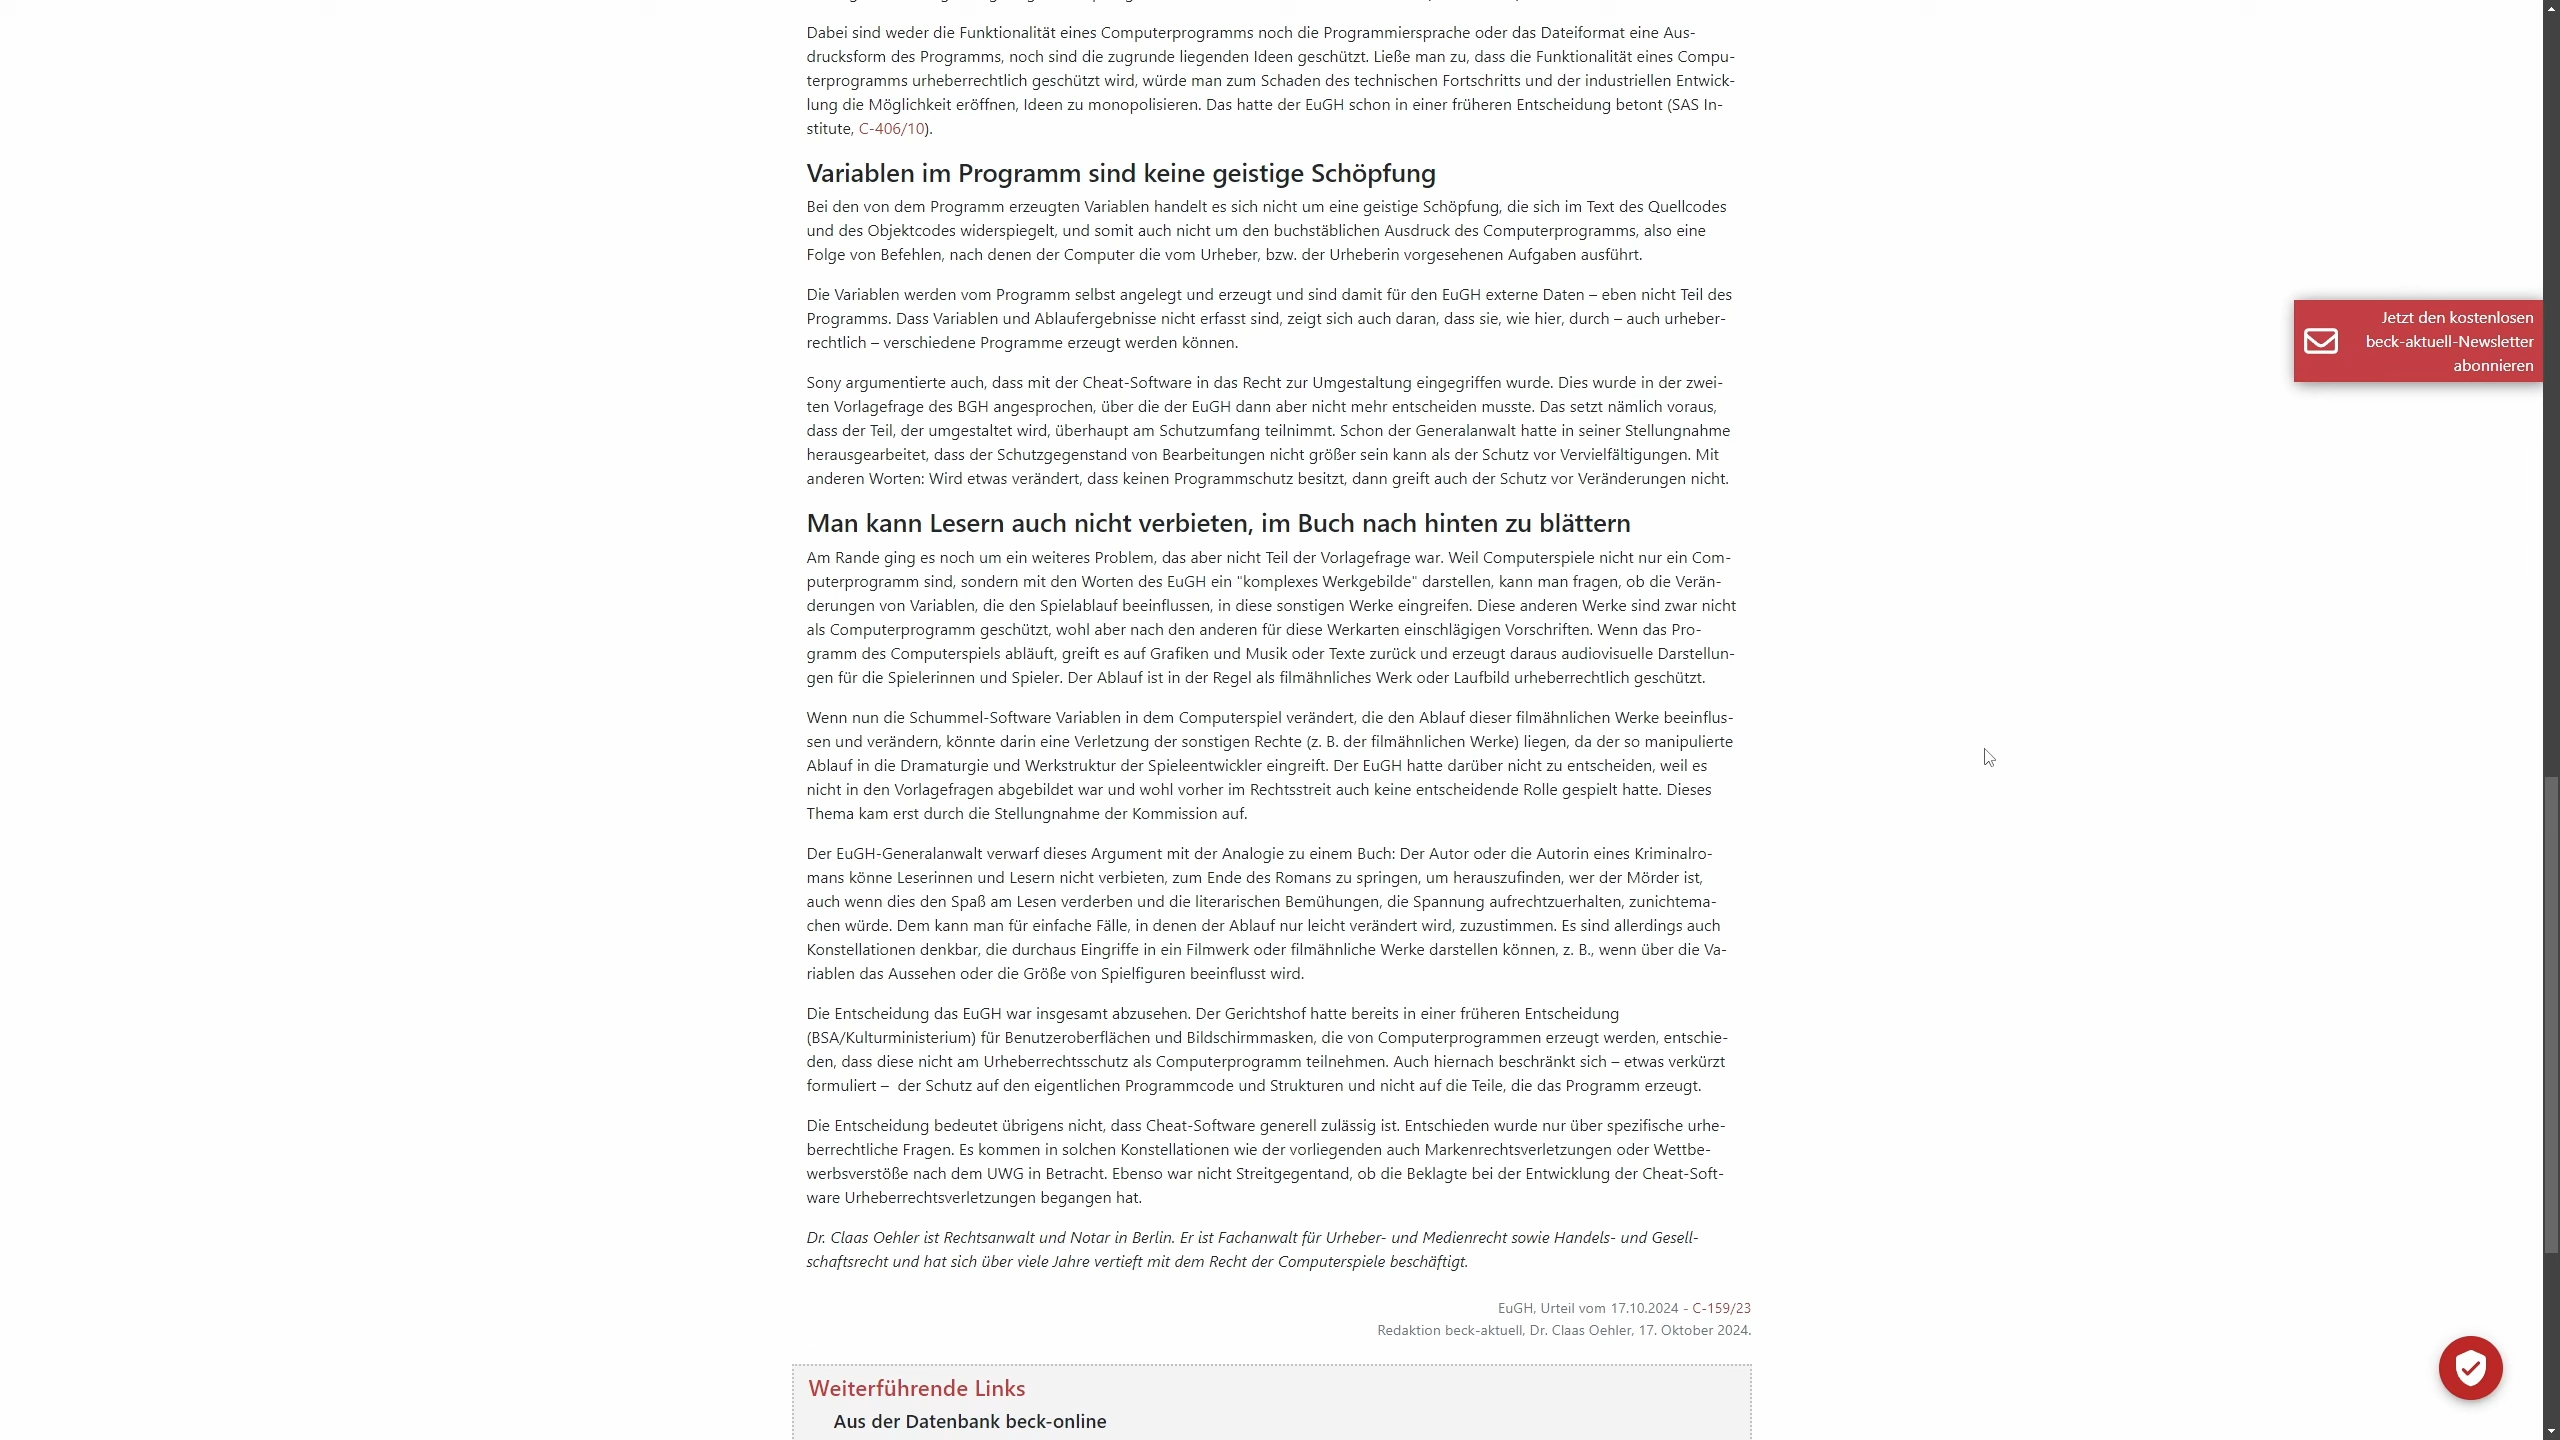 Dabei sind weder die Funktionalität eines Computerprogramms noch die Programmiersprache oder das Dateiformat eine Aus-
drucksform des Programms, noch sind die zugrunde liegenden Ideen geschützt. Ließe man zu, dass die Funktionalität eines Compu-
terprogramms urheberrechtlich geschützt wird, würde man zum Schaden des technischen Fortschritts und der industriellen Entwick-
lung die Möglichkeit eröffnen, Ideen zu monopolisieren. Das hatte der EuGH schon in einer früheren Entscheidung betont (SAS In-
stitute, C-406/10).
Variablen im Programm sind keine geistige Schöpfung
Bei den von dem Programm erzeugten Variablen handelt es sich nicht um eine geistige Schöpfung, die sich im Text des Quellcodes
und des Objektcodes widerspiegelt, und somit auch nicht um den buchstäblichen Ausdruck des Computerprogramms, also eine
Folge von Befehlen, nach denen der Computer die vom Urheber, bzw. der Urheberin vorgesehenen Aufgaben ausführt.
Die Variablen werden vom Programm selbst angelegt und erzeugt und sind damit für den EuGH externe Daten – eben nicht Teil des
Programms. Dass Variablen und Ablaufergebnisse nicht erfasst sind, zeigt sich auch daran, dass sie, wie hier, durch – auch urheber-
rechtlich – verschiedene Programme erzeugt werden können.
Sony argumentierte auch, dass mit der Cheat-Software in das Recht zur Umgestaltung eingegriffen wurde. Dies wurde in der zwei-
ten Vorlagefrage des BGH angesprochen, über die der EuGH dann aber nicht mehr entscheiden musste. Das setzt nämlich voraus,
dass der Teil, der umgestaltet wird, überhaupt am Schutzumfang teilnimmt. Schon der Generalanwalt hatte in seiner Stellungnahme
herausgearbeitet, dass der Schutzgegenstand von Bearbeitungen nicht größer sein kann als der Schutz vor Vervielfältigungen. Mit
anderen Worten: Wird etwas verändert, dass keinen Programmschutz besitzt, dann greift auch der Schutz vor Veränderungen nicht.
Man kann Lesern auch nicht verbieten, im Buch nach hinten zu blättern
Am Rande ging es noch um ein weiteres Problem, das aber nicht Teil der Vorlagefrage war. Weil Computerspiele nicht nur ein Com-
puterprogramm sind, sondern mit den Worten des EuGH ein "komplexes Werkgebilde" darstellen, kann man fragen, ob die Verän-
derungen von Variablen, die den Spielablauf beeinflussen, in diese sonstigen Werke eingreifen. Diese anderen Werke sind zwar nicht
als Computerprogramm geschützt, wohl aber nach den anderen für diese Werkarten einschlägigen Vorschriften. Wenn das Pro-
gramm des Computerspiels abläuft, greift es auf Grafiken und Musik oder Texte zurück und erzeugt daraus audiovisuelle Darstellun-
gen für die Spielerinnen und Spieler. Der Ablauf ist in der Regel als filmähnliches Werk oder Laufbild urheberrechtlich geschützt.
Wenn nun die Schummel-Software Variablen in dem Computerspiel verändert, die den Ablauf dieser filmähnlichen Werke beeinflus-
sen und verändern, könnte darin eine Verletzung der sonstigen Rechte (z. B. der filmähnlichen Werke) liegen, da der so manipulierte
Ablauf in die Dramaturgie und Werkstruktur der Spieleentwickler eingreift. Der EuGH hatte darüber nicht zu entscheiden, weil es
nicht in den Vorlagefragen abgebildet war und wohl vorher im Rechtsstreit auch keine entscheidende Rolle gespielt hatte. Dieses
Thema kam erst durch die Stellungnahme der Kommission auf.
Der EuGH-Generalanwalt verwarf dieses Argument mit der Analogie zu einem Buch: Der Autor oder die Autorin eines Kriminalro-
mans könne Leserinnen und Lesern nicht verbieten, zum Ende des Romans zu springen, um herauszufinden, wer der Mörder ist,
auch wenn dies den Spaß am Lesen verderben und die literarischen Bemühungen, die Spannung aufrechtzuerhalten, zunichtema-
chen würde. Dem kann man für einfache Fälle, in denen der Ablauf nur leicht verändert wird, zuzustimmen. Es sind allerdings auch
Konstellationen denkbar, die durchaus Eingriffe in ein Filmwerk oder filmähnliche Werke darstellen können, z. B., wenn über die Va-
riablen das Aussehen oder die Größe von Spielfiguren beeinflusst wird.
Die Entscheidung das EuGH war insgesamt abzusehen. Der Gerichtshof hatte bereits in einer früheren Entscheidung
(BSA/Kulturministerium) für Benutzeroberflächen und Bildschirmmasken, die von Computerprogrammen erzeugt werden, entschie-
den, dass diese nicht am Urheberrechtsschutz als Computerprogramm teilnehmen. Auch hiernach beschränkt sich – etwas verkürzt
formuliert –  der Schutz auf den eigentlichen Programmcode und Strukturen und nicht auf die Teile, die das Programm erzeugt.
Die Entscheidung bedeutet übrigens nicht, dass Cheat-Software generell zulässig ist. Entschieden wurde nur über spezifische urhe-
berrechtliche Fragen. Es kommen in solchen Konstellationen wie der vorliegenden auch Markenrechtsverletzungen oder Wettbe-
werbsverstöße nach dem UWG in Betracht. Ebenso war nicht Streitgegentand, ob die Beklagte bei der Entwicklung der Cheat-Soft-
ware Urheberrechtsverletzungen begangen hat.
Dr. Claas Oehler ist Rechtsanwalt und Notar in Berlin. Er ist Fachanwalt für Urheber- und Medienrecht sowie Handels- und Gesell-
schaftsrecht und hat sich über viele Jahre vertieft mit dem Recht der Computerspiele beschäftigt.
EuGH, Urteil vom 17.10.2024 - C-159/23
Redaktion beck-aktuell, Dr. Claas Oehler, 17. Oktober 2024.
Weiterführende Links
Aus der Datenbank beck-online
Jetzt den kostenlosen
beck-aktuell-Newsletter
abonnieren